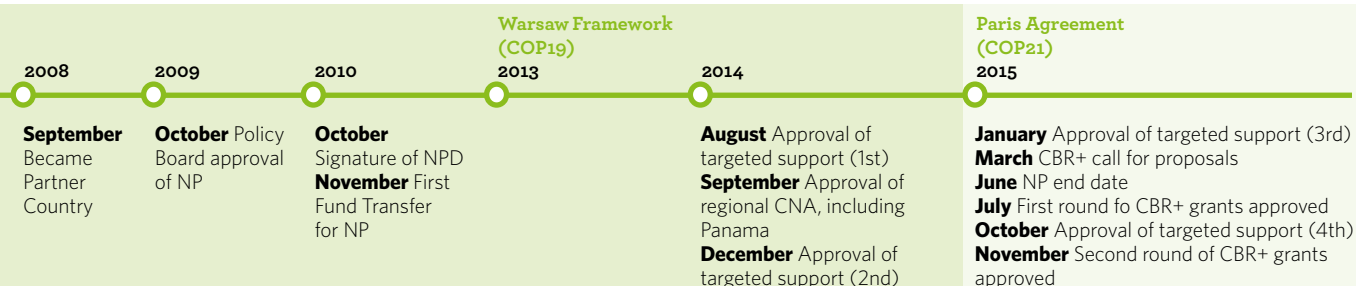 Warsaw Framework
(COP19)
Paris Agreement
(COP21)
2008
2009
2010
2013
2014
2015
September
Became
Partner
Country
October Policy
Board approval
of NP
October
Signature of NPD
November First
Fund Transfer
for NP
August Approval of
targeted support (1st)
September Approval of
regional CNA, including
Panama
December Approval of
targeted support (2nd)
January Approval of targeted support (3rd)
March CBR+ call for proposals
June NP end date
July First round fo CBR+ grants approved
October Approval of targeted support (4th)
November Second round of CBR+ grants
approved